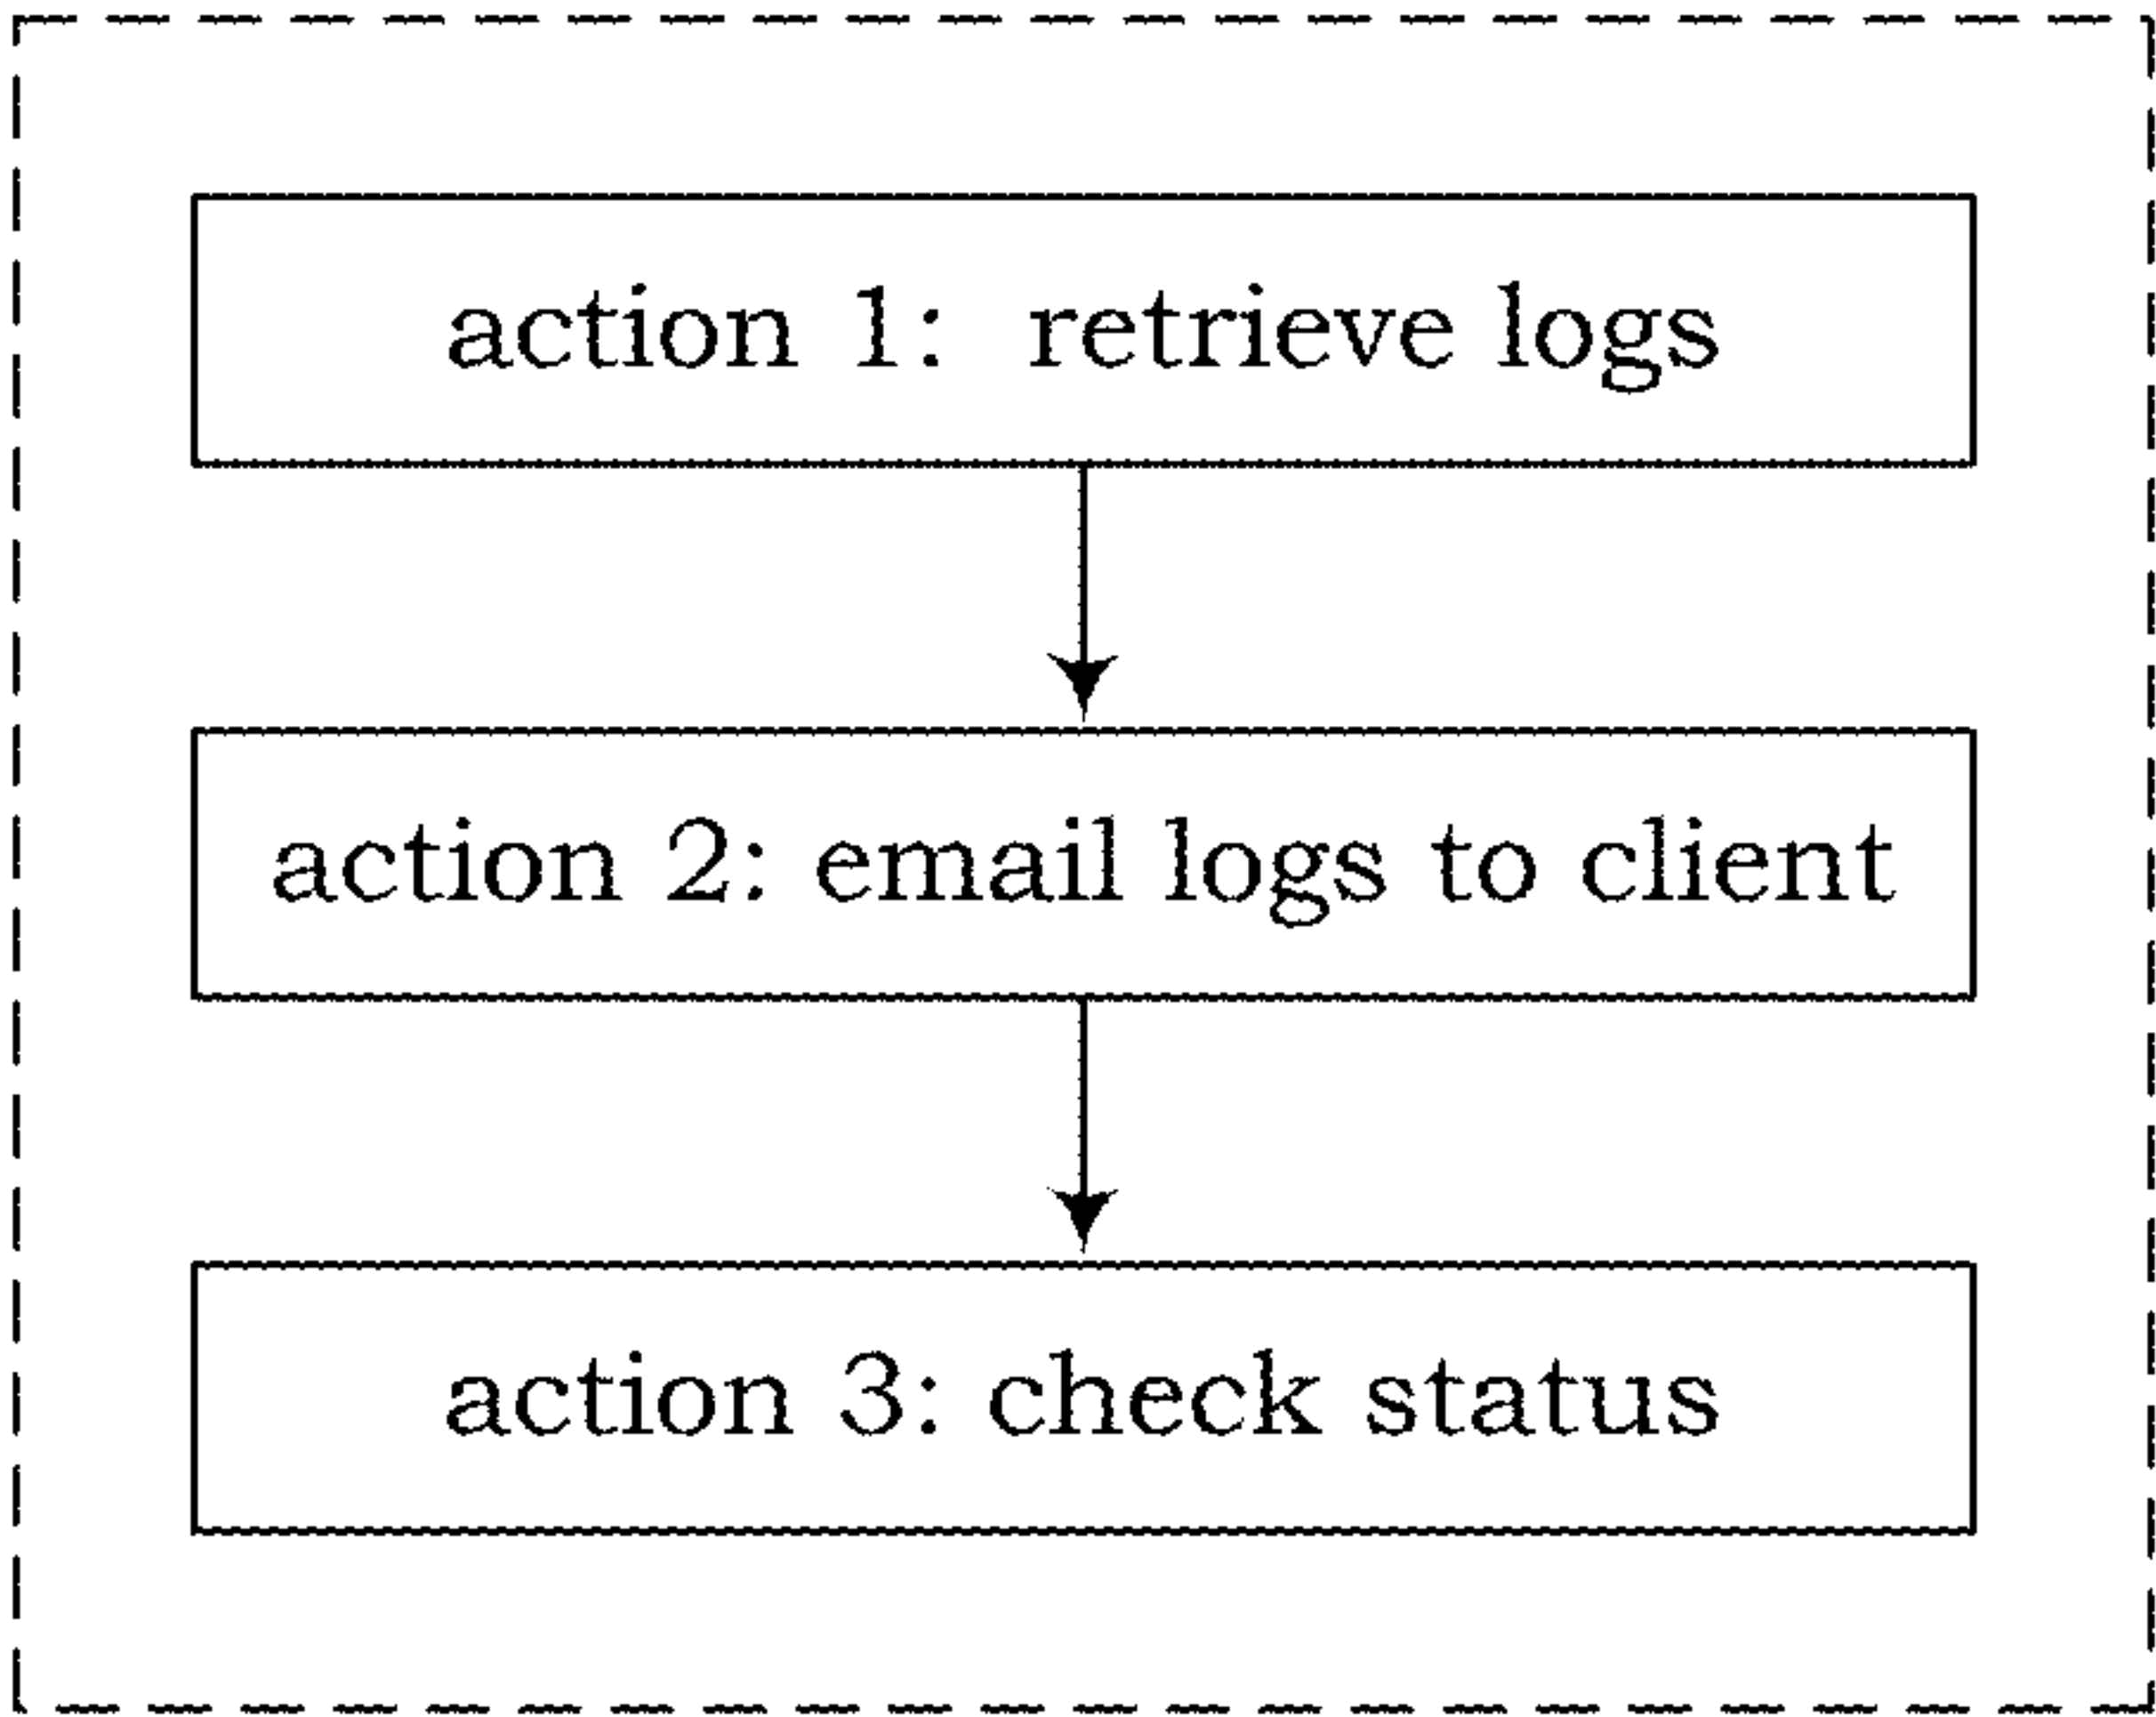 action 1: retrieve logs
action 2: email logs to client
action 3: check status